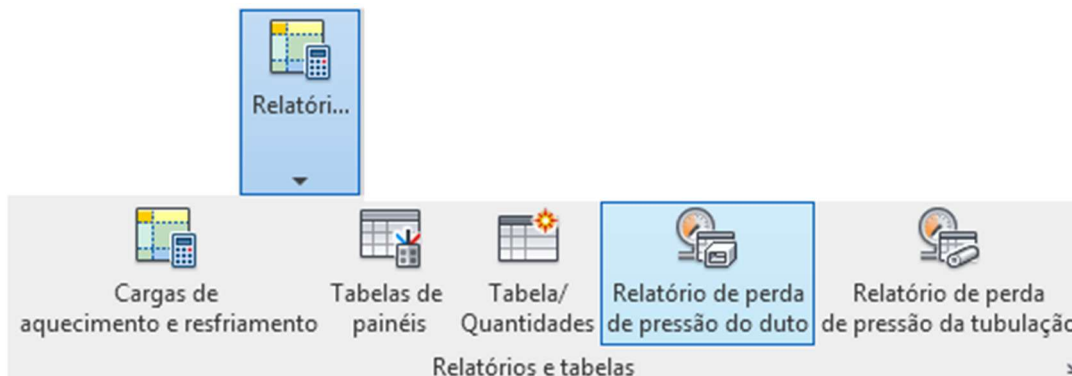 Relatóri...
Cargas de
aquecimento e resfriamento
Tabelas de
painéis
Tabela/
Quantidades
Relatório de perda
de pressão do duto
Relatório de perda
de pressão da tubulação
Relatórios e tabelas